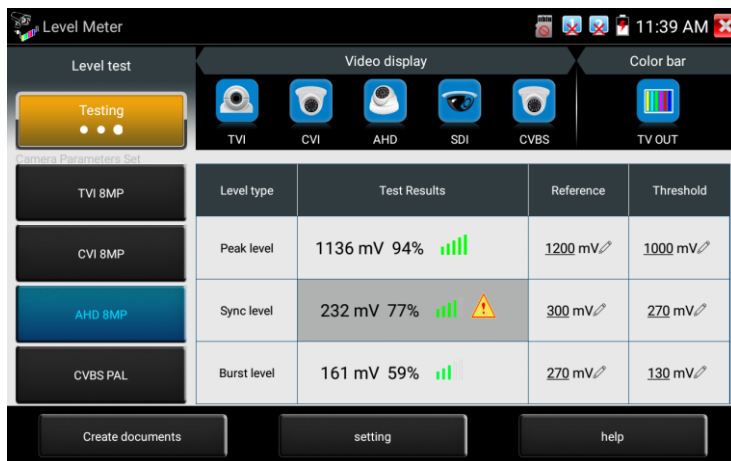 Level Meter
11:39 AM
Level test
Video display
Color bar
Testing
TVI
CVI
AHD
SDI
CVBS
TV OUT
Camera Parameters Set
TVI 8MP
CVI 8MP
AHD 8MP
CVBS PAL
Level type
Test Results
Reference
Threshold
Peak level
1136 mV 94%
1200 mV
1000 mV
Sync level
232 mV 77%
300 mV
270 mV
Burst level
161 mV 59%
270 mV
130 mV
Create documents
setting
help